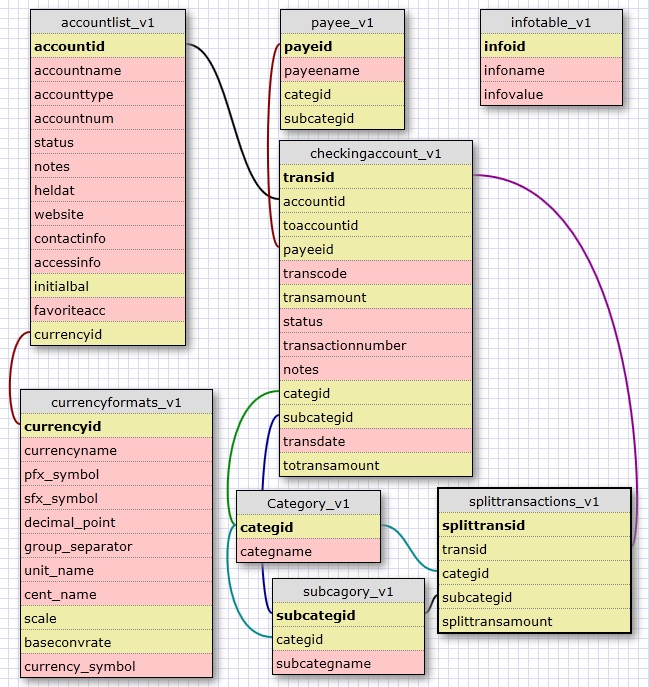 accountlist_v1
accountid
accountname
accounttype
accountnum
status
notes
heldat
website
contactinfo
accessinfo
initialbal
favoriteacc
currencyid
payee_v1
payeid
payeename
categid
subcategid
infotable_v1
infoid
infoname
infovalue
checkingaccount_v1
transid
accountid
toaccountid
payeeid
transcode
transamount
status
transactionnumber
notes
categid
subcategid
transdate
totransamount
currencyformats_v1
currencyid
currencyname
pfx_symbol
sfx_symbol
decimal_point
group_separator
unit_name
cent_name
scale
baseconvrate
currency_symbol
Category_v1
categid
categname
subcagory_v1
subcategid
categid
subcategname
splittransactions_v1
splittransid
transid
categid
subcategid
splittransamount